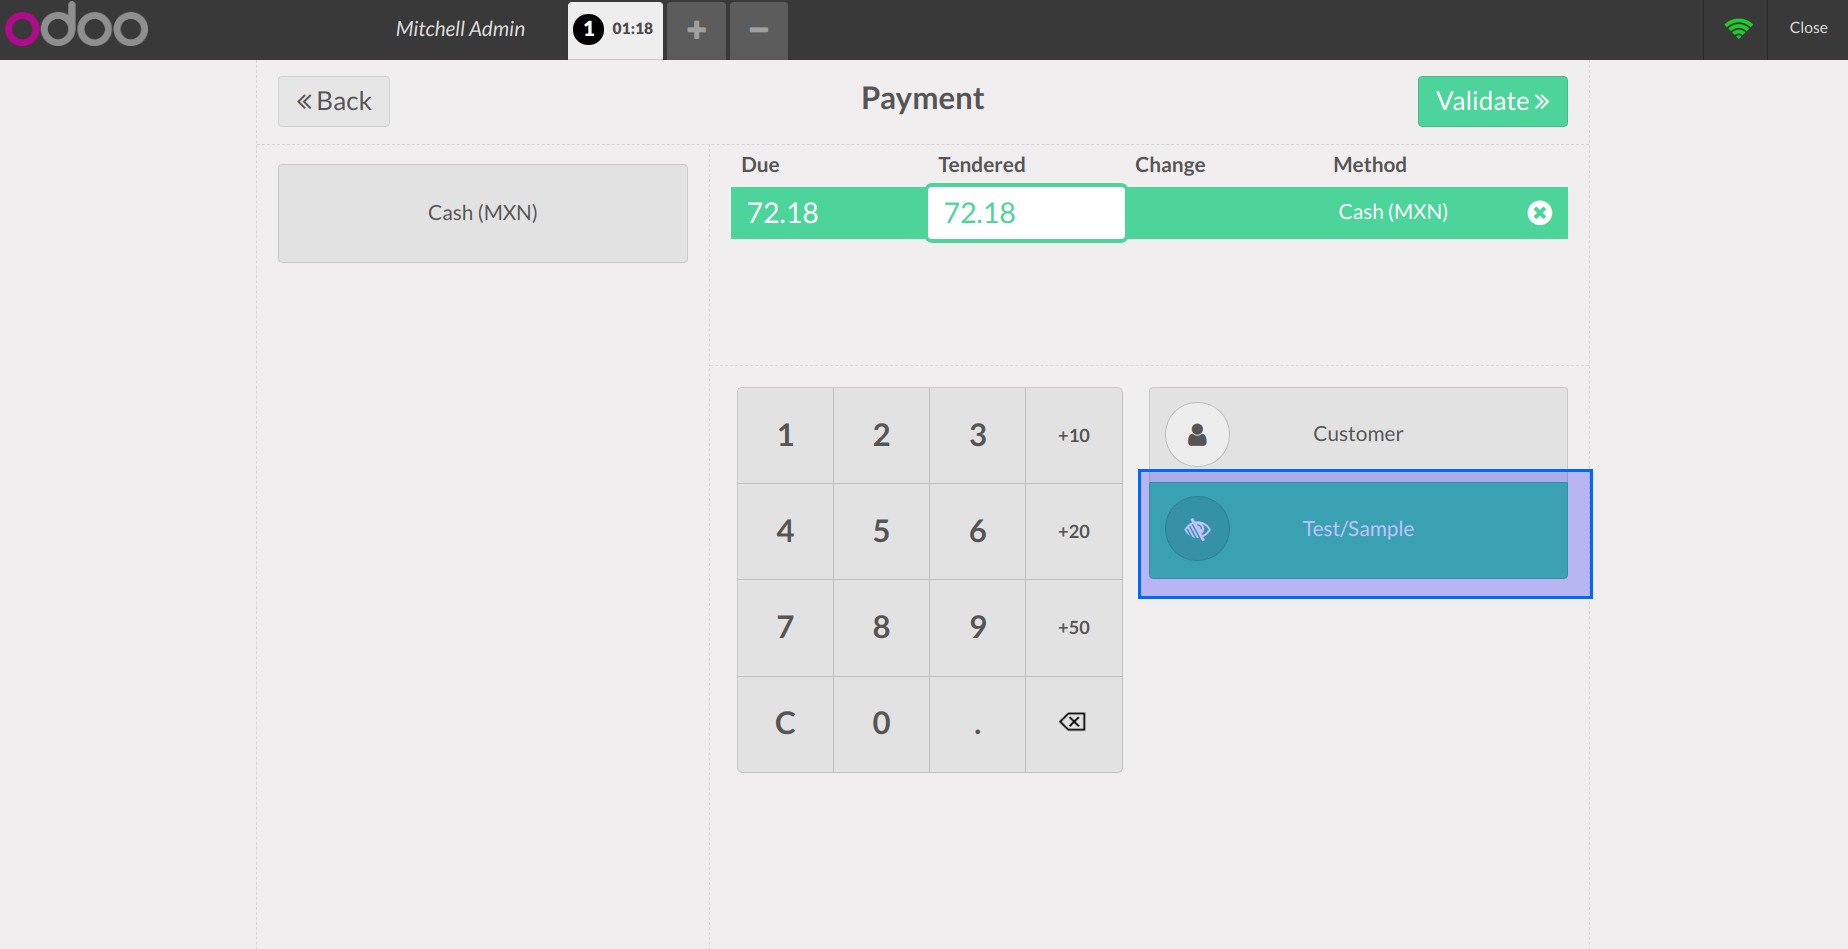 odoo
Mitchell Admin
1 01:18
Close
Back
Payment
Validate
Due Tendered Change Method
72.18 72.18 Cash (MXN)
Cash (MXN)
1 2 3 +10
4 5 6 +20
7 8 9 +50
C 0 .
Customer
Test/Sample